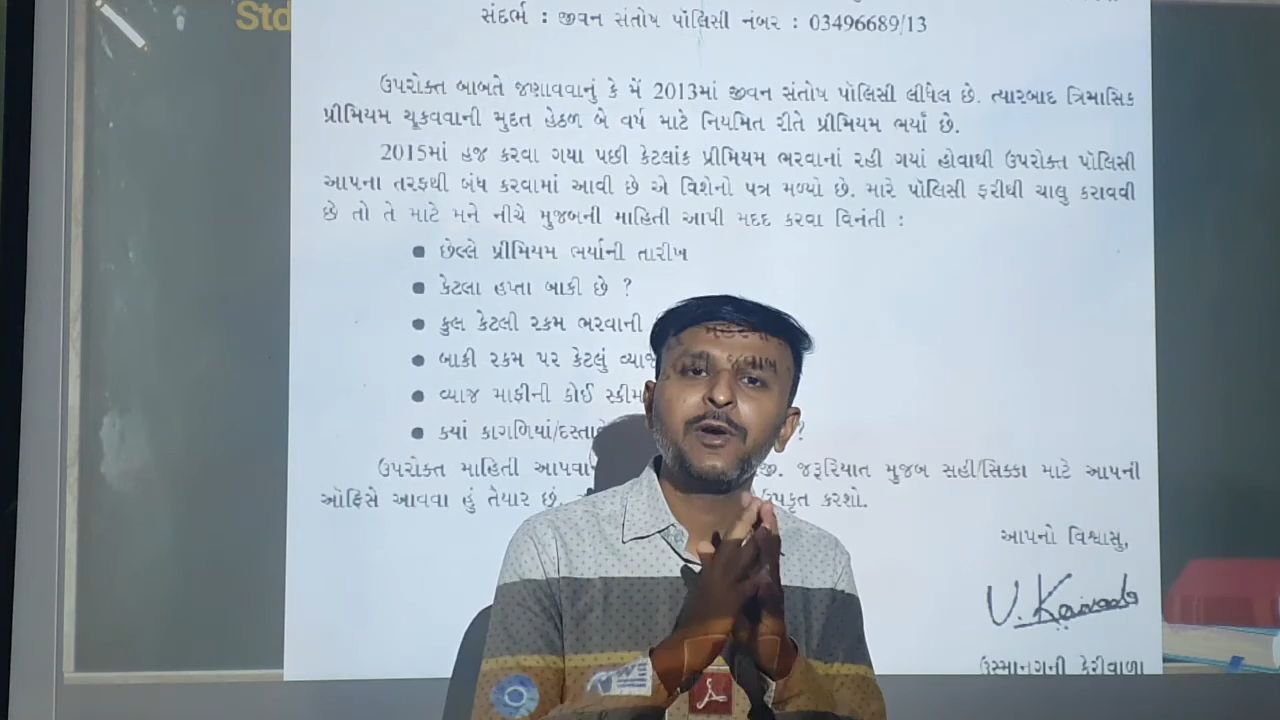 Std
સંદર્ભ : જીવન સંતોષ પૉલિસી નંબર : 03496689/13
ઉપરોક્ત બાબતે જણાવવાનું કે મેં 2013માં જીવન સંતોષ પૉલિસી લીધેલ છે. ત્યારબાદ ત્રિમાસિક
પ્રીમિયમ ચૂકવવાની મુદત હેઠળ બે વર્ષ માટે નિયમિત રીતે પ્રીમિયમ ભર્યાં છે.
2015માં હજ કરવા ગયા પછી કેટલાંક પ્રીમિયમ ભરવાનાં રહી ગયાં હોવાથી ઉપરોક્ત પૉલિસી
આપના તરફથી બંધ કરવામાં આવી છે એ વિશેનો પત્ર મળ્યો છે. મારે પૉલિસી ફરીથી ચાલુ કરાવવી
છે તો તે માટે મને નીચે મુજબની માહિતી આપી મદદ કરવા વિનંતી :
● છેલ્લે પ્રીમિયમ ભર્યાની તારીખ
● કેટલા હપ્તા બાકી છે ?
● કુલ કેટલી રકમ ભરવાની
● બાકી રકમ પર કેટલું
● વ્યાજ માફીની કોઈ સ્કીમ
● કયાં કાગળિયાં/ ?
ઉપરોક્ત માહિતી જી. જરૂરિયાત મુજબ સહી/સિક્કા માટે આપની
ઑફિસે આવવા હું તૈયાર છું. ઉપકૃત કરશો.
આપનો વિશ્વાસુ,
ઉસ્માનગની કેરીવાળા